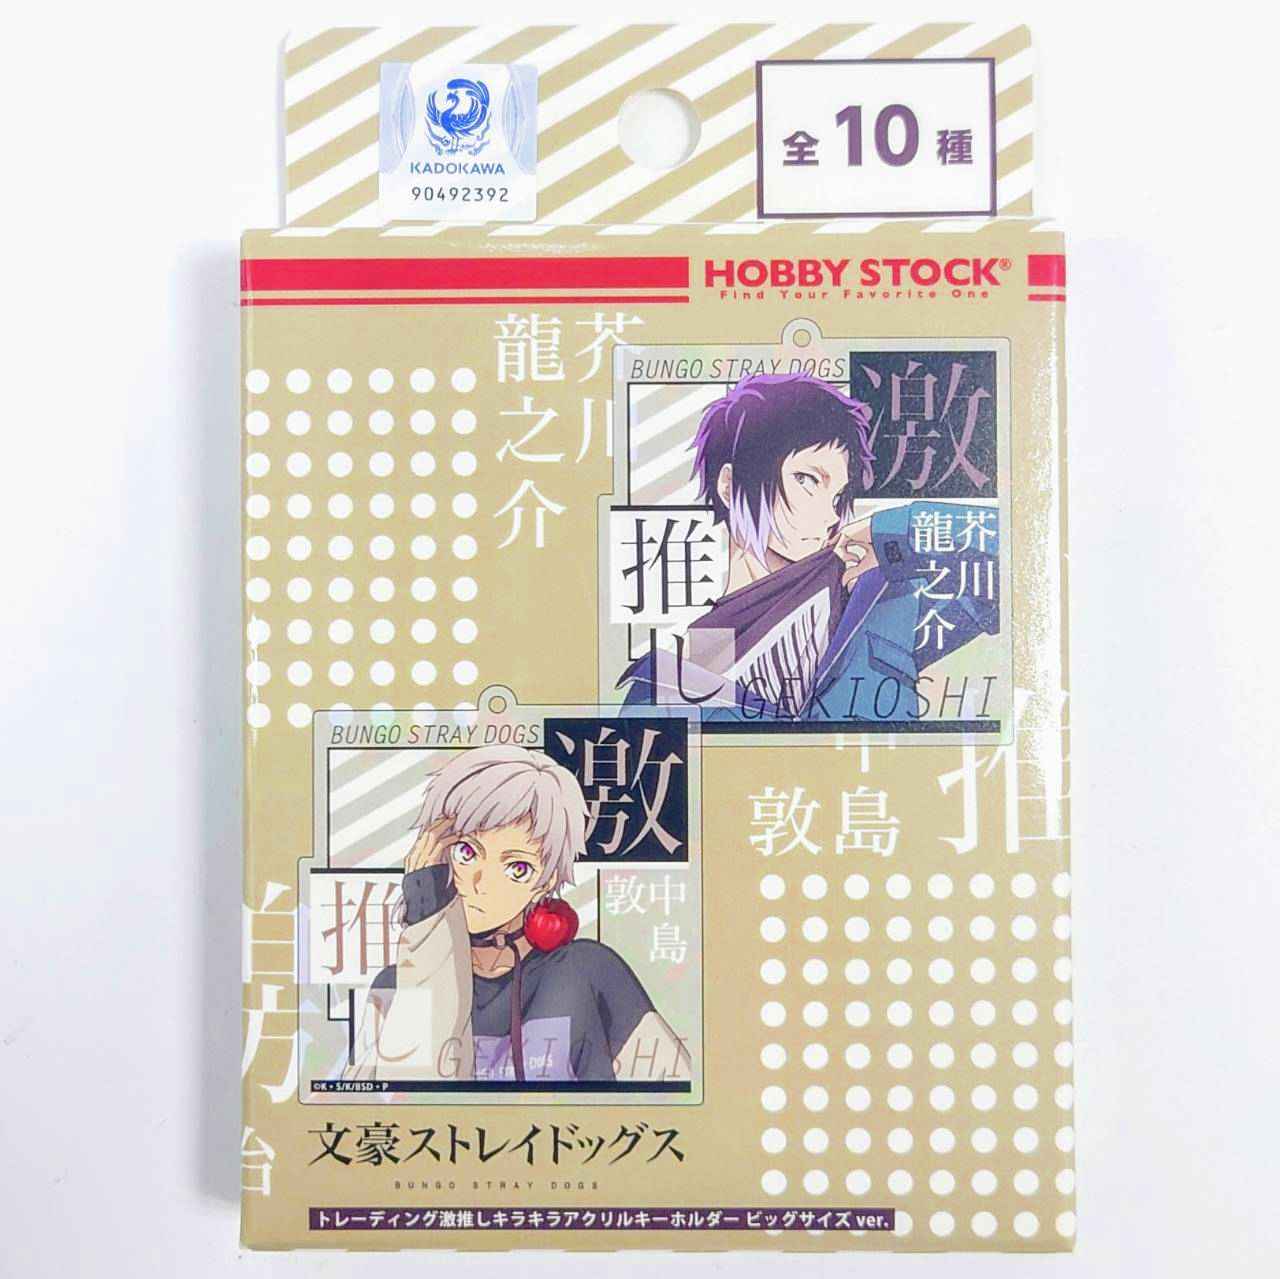 KADOKAWA
90492392
全10種
HOBBY STOCK®
Find Your Favorite One
芥川
龍之介
BUNGO STRAY DOGS
激
推し
芥川
龍之介
GEKIOSHI
中島
敦
推
BUNGO STRAY DOGS
激
推し
中島
敦
GEKIOSHI
©K・S/K/BSD・P
治
文豪ストレイドッグス
BUNGO STRAY DOGS
トレーディング激推しキラキラアクリルキーホルダー ビッグサイズ ver.